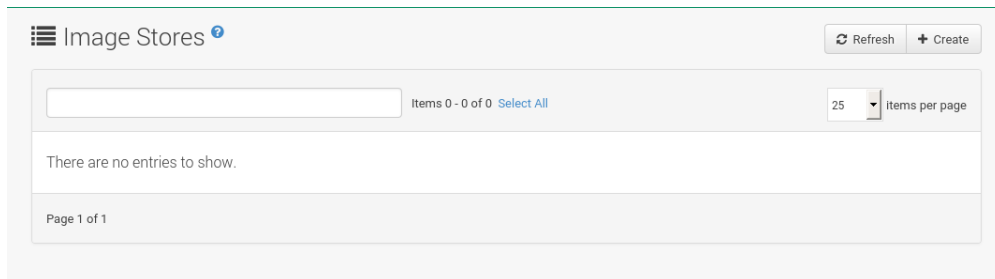 Image Stores ?
Refresh + Create
Items 0 - 0 of 0 Select All 25 items per page
There are no entries to show.
Page 1 of 1